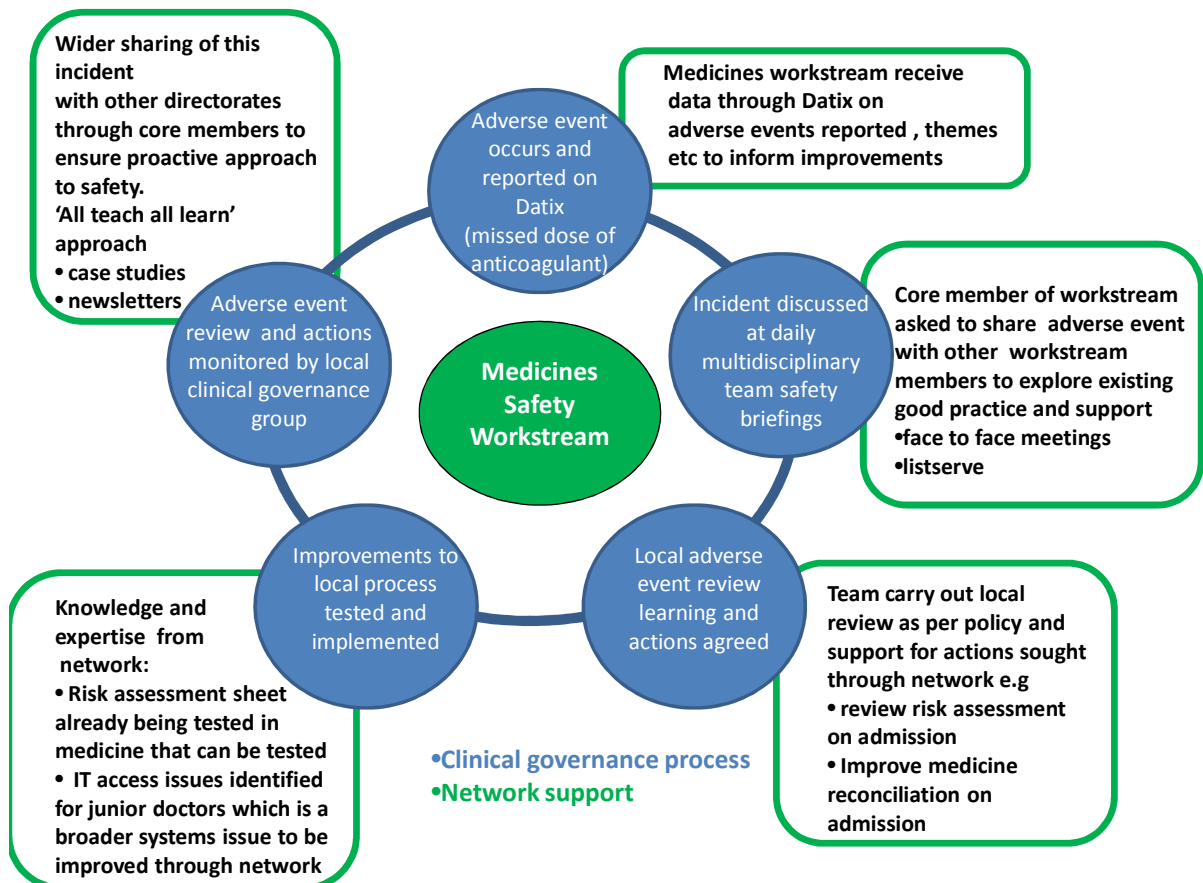 Wider sharing of this
incident
with other directorates
through core members to
ensure proactive approach
to safety.
‘All teach all learn’
approach
• case studies
• newsletters
Adverse event
occurs and
reported on
Datix
(missed dose of
anticoagulant)
Medicines workstream receive
data through Datix on
adverse events reported , themes
etc to inform improvements
Adverse event
review and actions
monitored by local
clinical governance
group
Medicines
Safety
Workstream
Incident discussed
at daily
multidisciplinary
team safety
briefings
Core member of workstream
asked to share adverse event
with other workstream
members to explore existing
good practice and support
•face to face meetings
•listserve
Improvements to
local process
tested and
implemented
Local adverse
event review
learning and
actions agreed
Knowledge and
expertise from
network:
• Risk assessment sheet
already being tested in
medicine that can be tested
• IT access issues identified
for junior doctors which is a
broader systems issue to be
improved through network
•Clinical governance process
•Network support
Team carry out local
review as per policy and
support for actions sought
through network e.g
• review risk assessment
on admission
• Improve medicine
reconciliation on
admission